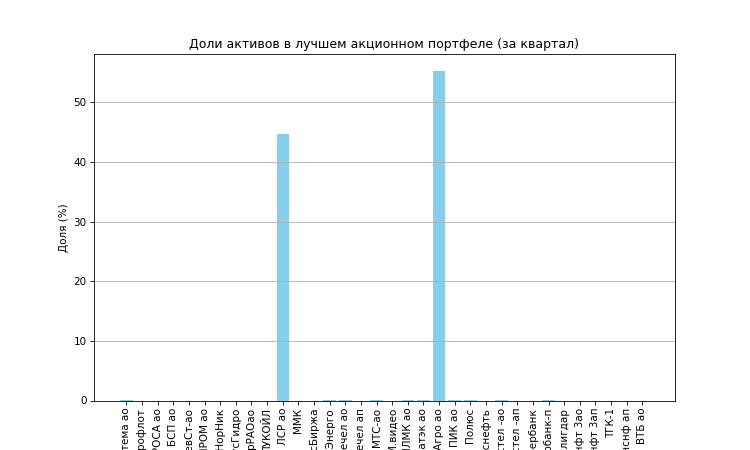 Доли активов в лучшем акционном портфеле (за квартал)
Доля (%)
50
40
30
20
10
0
тема ао
рофлот
РОСА ао
БСП ао
евСт-ао
ПРОМ ао
НорНик
сГидро
рРАОао
ЛУКОЙЛ
ЛСР ао
ММК
сБиржа
Энерго
ечел ао
ечел ап
МТС-ао
М.видео
ЛМК ао
атэк ао
Агро ао
ПИК ао
Полюс
снефть
стел -ао
стел -ап
ербанк
рбанк-п
лигдар
нфт 3ао
нфт 3ап
ТГК-1
нснф ап
ВТБ ао